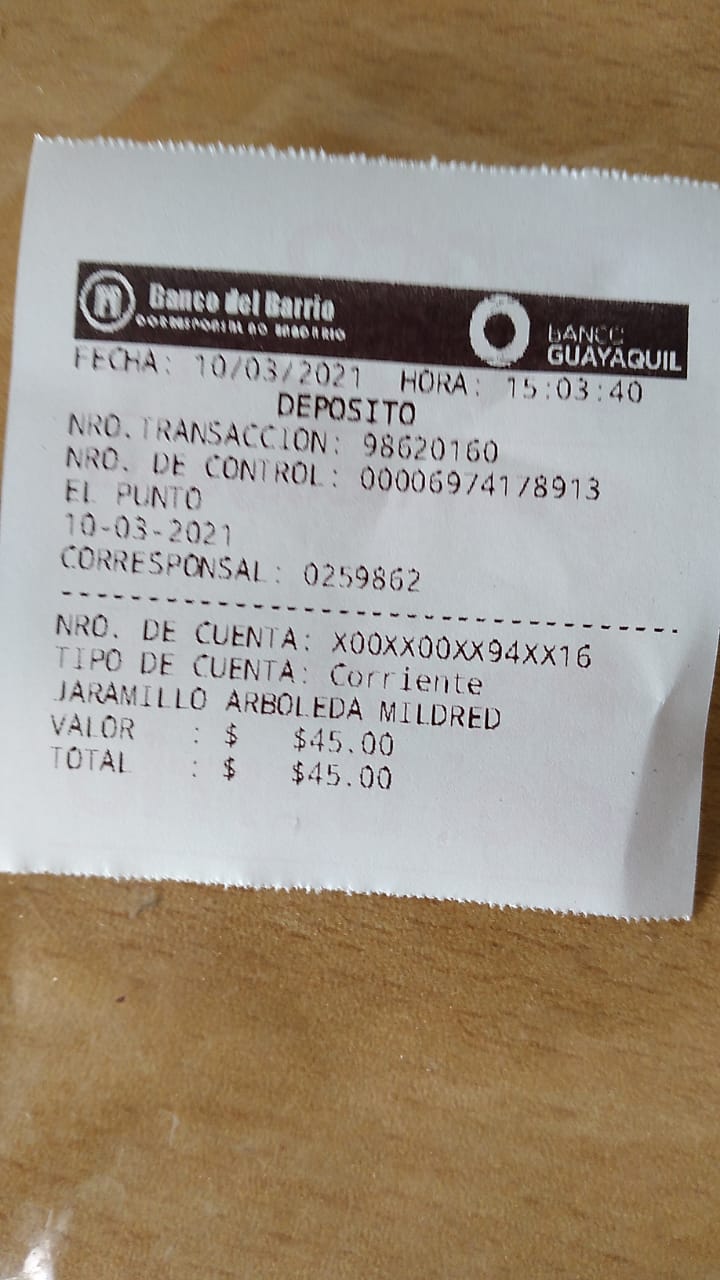 Banco del Barrio
CORRESPONSAL NO BANCARIO
BANCO
GUAYAQUIL
FECHA: 10/03/2021 HORA: 15:03:40
DEPOSITO
NRO.TRANSACCION: 98620160
NRO. DE CONTROL: 00006974178913
EL PUNTO
10-03-2021
CORRESPONSAL: 0259862
NRO. DE CUENTA: X00XX00XX94XX16
TIPO DE CUENTA: Corriente
JARAMILLO ARBOLEDA MILDRED
VALOR : $ $45.00
TOTAL : $ $45.00